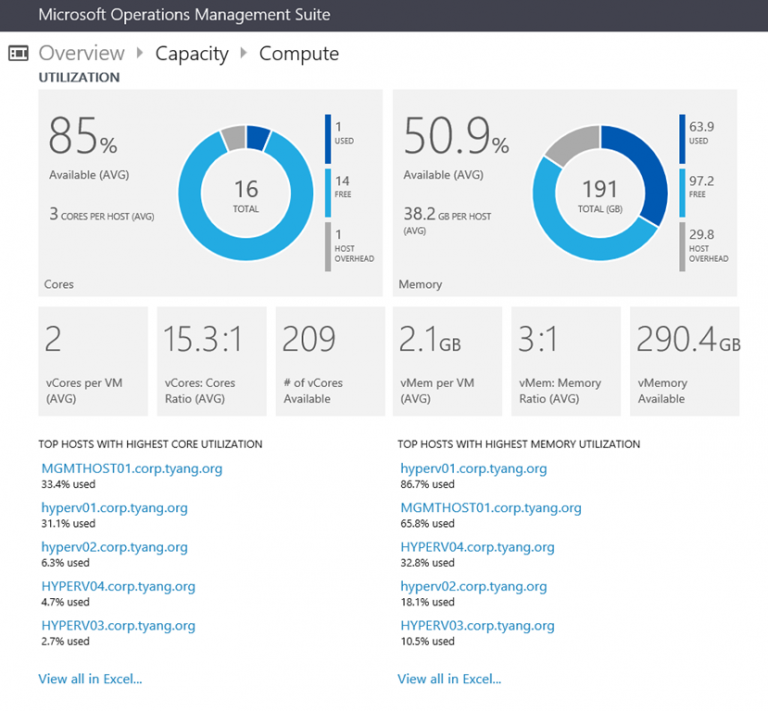 Microsoft Operations Management Suite
Overview Capacity Compute
UTILIZATION
85%
Available (AVG)
3 CORES PER HOST (AVG)
16
TOTAL
1
USED
14
FREE
1
HOST
OVERHEAD
Cores
50.9%
Available (AVG)
38.2 GB PER HOST
(AVG)
191
TOTAL (GB)
63.9
USED
97.2
FREE
29.8
HOST
OVERHEAD
Memory
2
vCores per VM
(AVG)
15.3:1
vCores: Cores
Ratio (AVG)
209
# of vCores
Available
2.1GB
vMem per VM
(AVG)
3:1
vMem: Memory
Ratio (AVG)
290.4GB
vMemory
Available
TOP HOSTS WITH HIGHEST CORE UTILIZATION
MGMTHOST01.corp.tyang.org
33.4% used
hyperv01.corp.tyang.org
31.1% used
hyperv02.corp.tyang.org
6.3% used
HYPERV04.corp.tyang.org
4.7% used
HYPERV03.corp.tyang.org
2.7% used
View all in Excel...
TOP HOSTS WITH HIGHEST MEMORY UTILIZATION
hyperv01.corp.tyang.org
86.7% used
MGMTHOST01.corp.tyang.org
65.8% used
HYPERV04.corp.tyang.org
32.8% used
hyperv02.corp.tyang.org
18.1% used
HYPERV03.corp.tyang.org
10.5% used
View all in Excel...